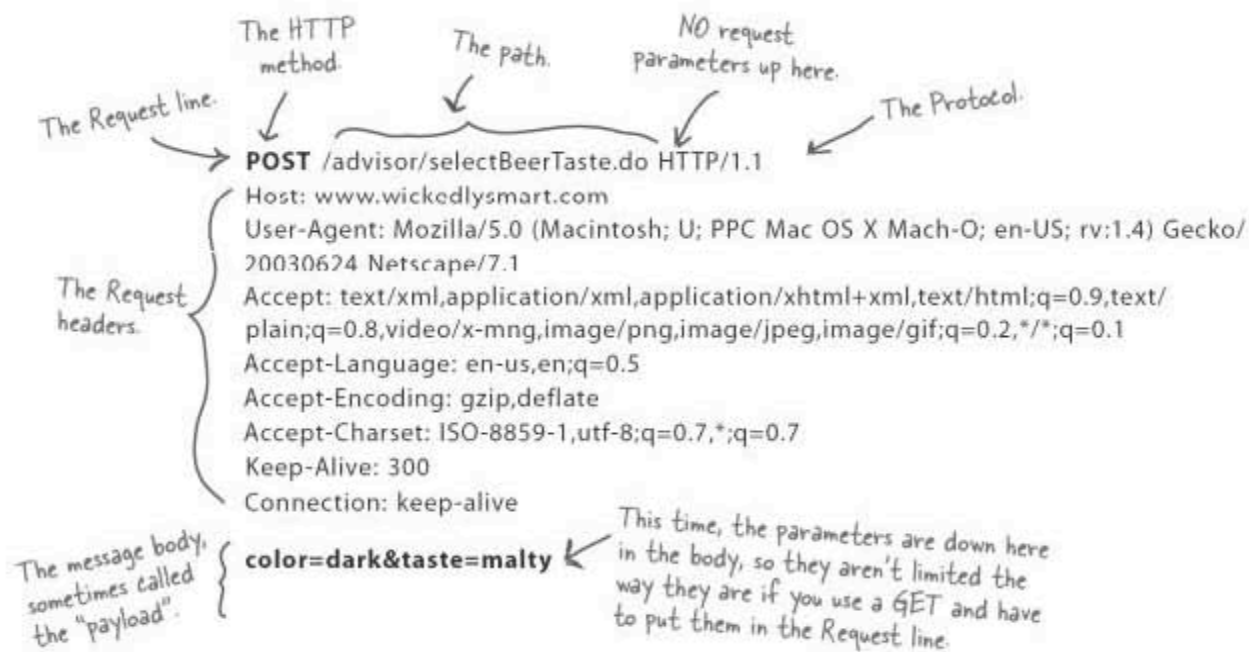 The HTTP
method.
The path.
NO request
parameters up here.
The Request line.
The Protocol.
POST /advisor/selectBeerTaste.do HTTP/1.1
Host: www.wickedlysmart.com
User-Agent: Mozilla/5.0 (Macintosh; U; PPC Mac OS X Mach-O; en-US; rv:1.4) Gecko/
20030624 Netscape/7.1
The Request
headers.
Accept: text/xml,application/xml,application/xhtml+xml,text/html;q=0.9,text/
plain;q=0.8,video/x-mng,image/png,image/jpeg,image/gif;q=0.2,*/*;q=0.1
Accept-Language: en-us,en;q=0.5
Accept-Encoding: gzip,deflate
Accept-Charset: ISO-8859-1,utf-8;q=0.7,*;q=0.7
Keep-Alive: 300
Connection: keep-alive
The message body,
sometimes called
the "payload".
color=dark&taste=malty
This time, the parameters are down here
in the body, so they aren't limited the
way they are if you use a GET and have
to put them in the Request line.